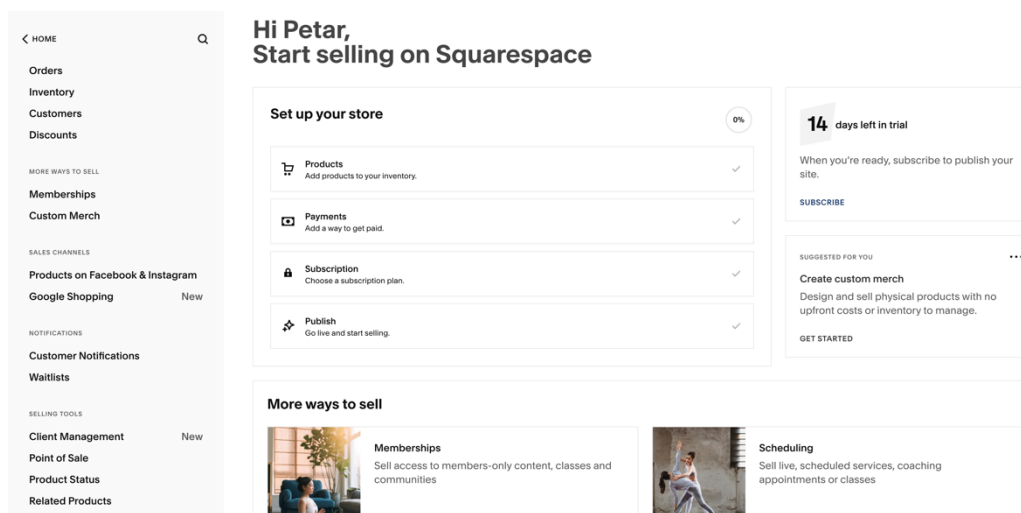 HOME
Orders
Inventory
Customers
Discounts
MORE WAYS TO SELL
Memberships
Custom Merch
SALES CHANNELS
Products on Facebook & Instagram
Google Shopping New
NOTIFICATIONS
Customer Notifications
Waitlists
SELLING TOOLS
Client Management New
Point of Sale
Product Status
Related Products
Hi Petar,
Start selling on Squarespace
Set up your store
0%
Products
Add products to your inventory.
Payments
Add a way to get paid.
Subscription
Choose a subscription plan.
Publish
Go live and start selling.
14 days left in trial
When you're ready, subscribe to publish your
site.
SUBSCRIBE
SUGGESTED FOR YOU
Create custom merch
Design and sell physical products with no
upfront costs or inventory to manage.
GET STARTED
More ways to sell
Memberships
Sell access to members-only content, classes and
communities
Scheduling
Sell live, scheduled services, coaching
appointments or classes